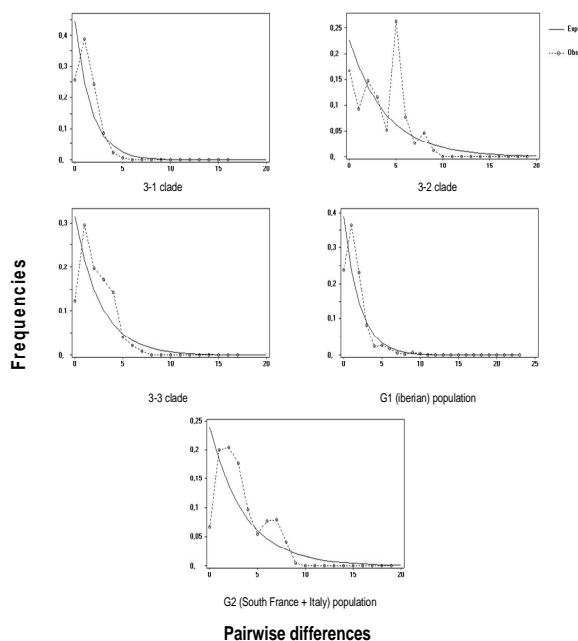 0,4
0,3
0,2
0,1
0,
0 5 10 15 20
3-1 clade
0,25
0,20
0,15
0,10
0,05
0,
0 5 10 15 20
3-2 clade
Exp
Obs
Frequencies
0,3
0,2
0,1
0,
0 5 10 15 20
3-3 clade
0,4
0,3
0,2
0,1
0,
0 5 10 15 20 25
G1 (iberian) population
0,25
0,2
0,15
0,1
0,05
0,
0 5 10 15 20
G2 (South France + Italy) population
Pairwise differences